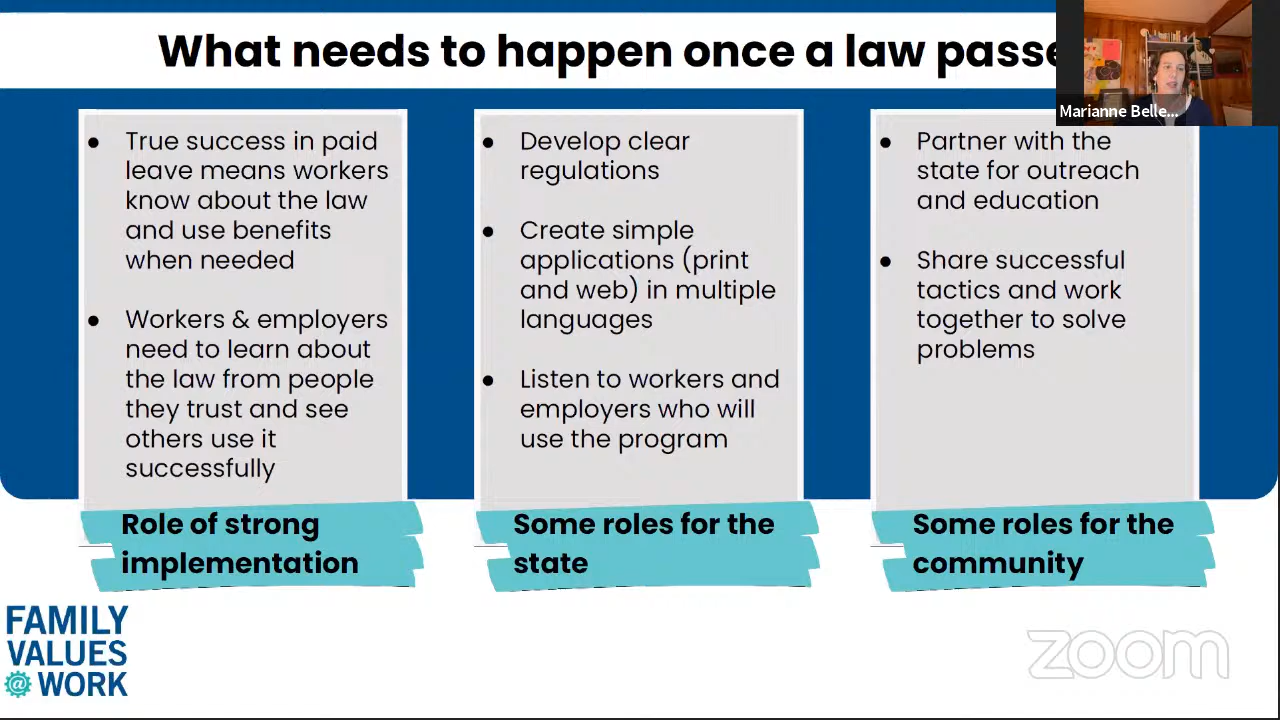 What needs to happen once a law passe
Marianne Belle...
● True success in paid
leave means workers
know about the law
and use benefits
when needed
● Workers & employers
need to learn about
the law from people
they trust and see
others use it
successfully
Role of strong
implementation
● Develop clear
regulations
● Create simple
applications (print
and web) in multiple
languages
● Listen to workers and
employers who will
use the program
Some roles for the
state
● Partner with the
state for outreach
and education
● Share successful
tactics and work
together to solve
problems
Some roles for the
community
FAMILY
VALUES
@ WORK
zoom